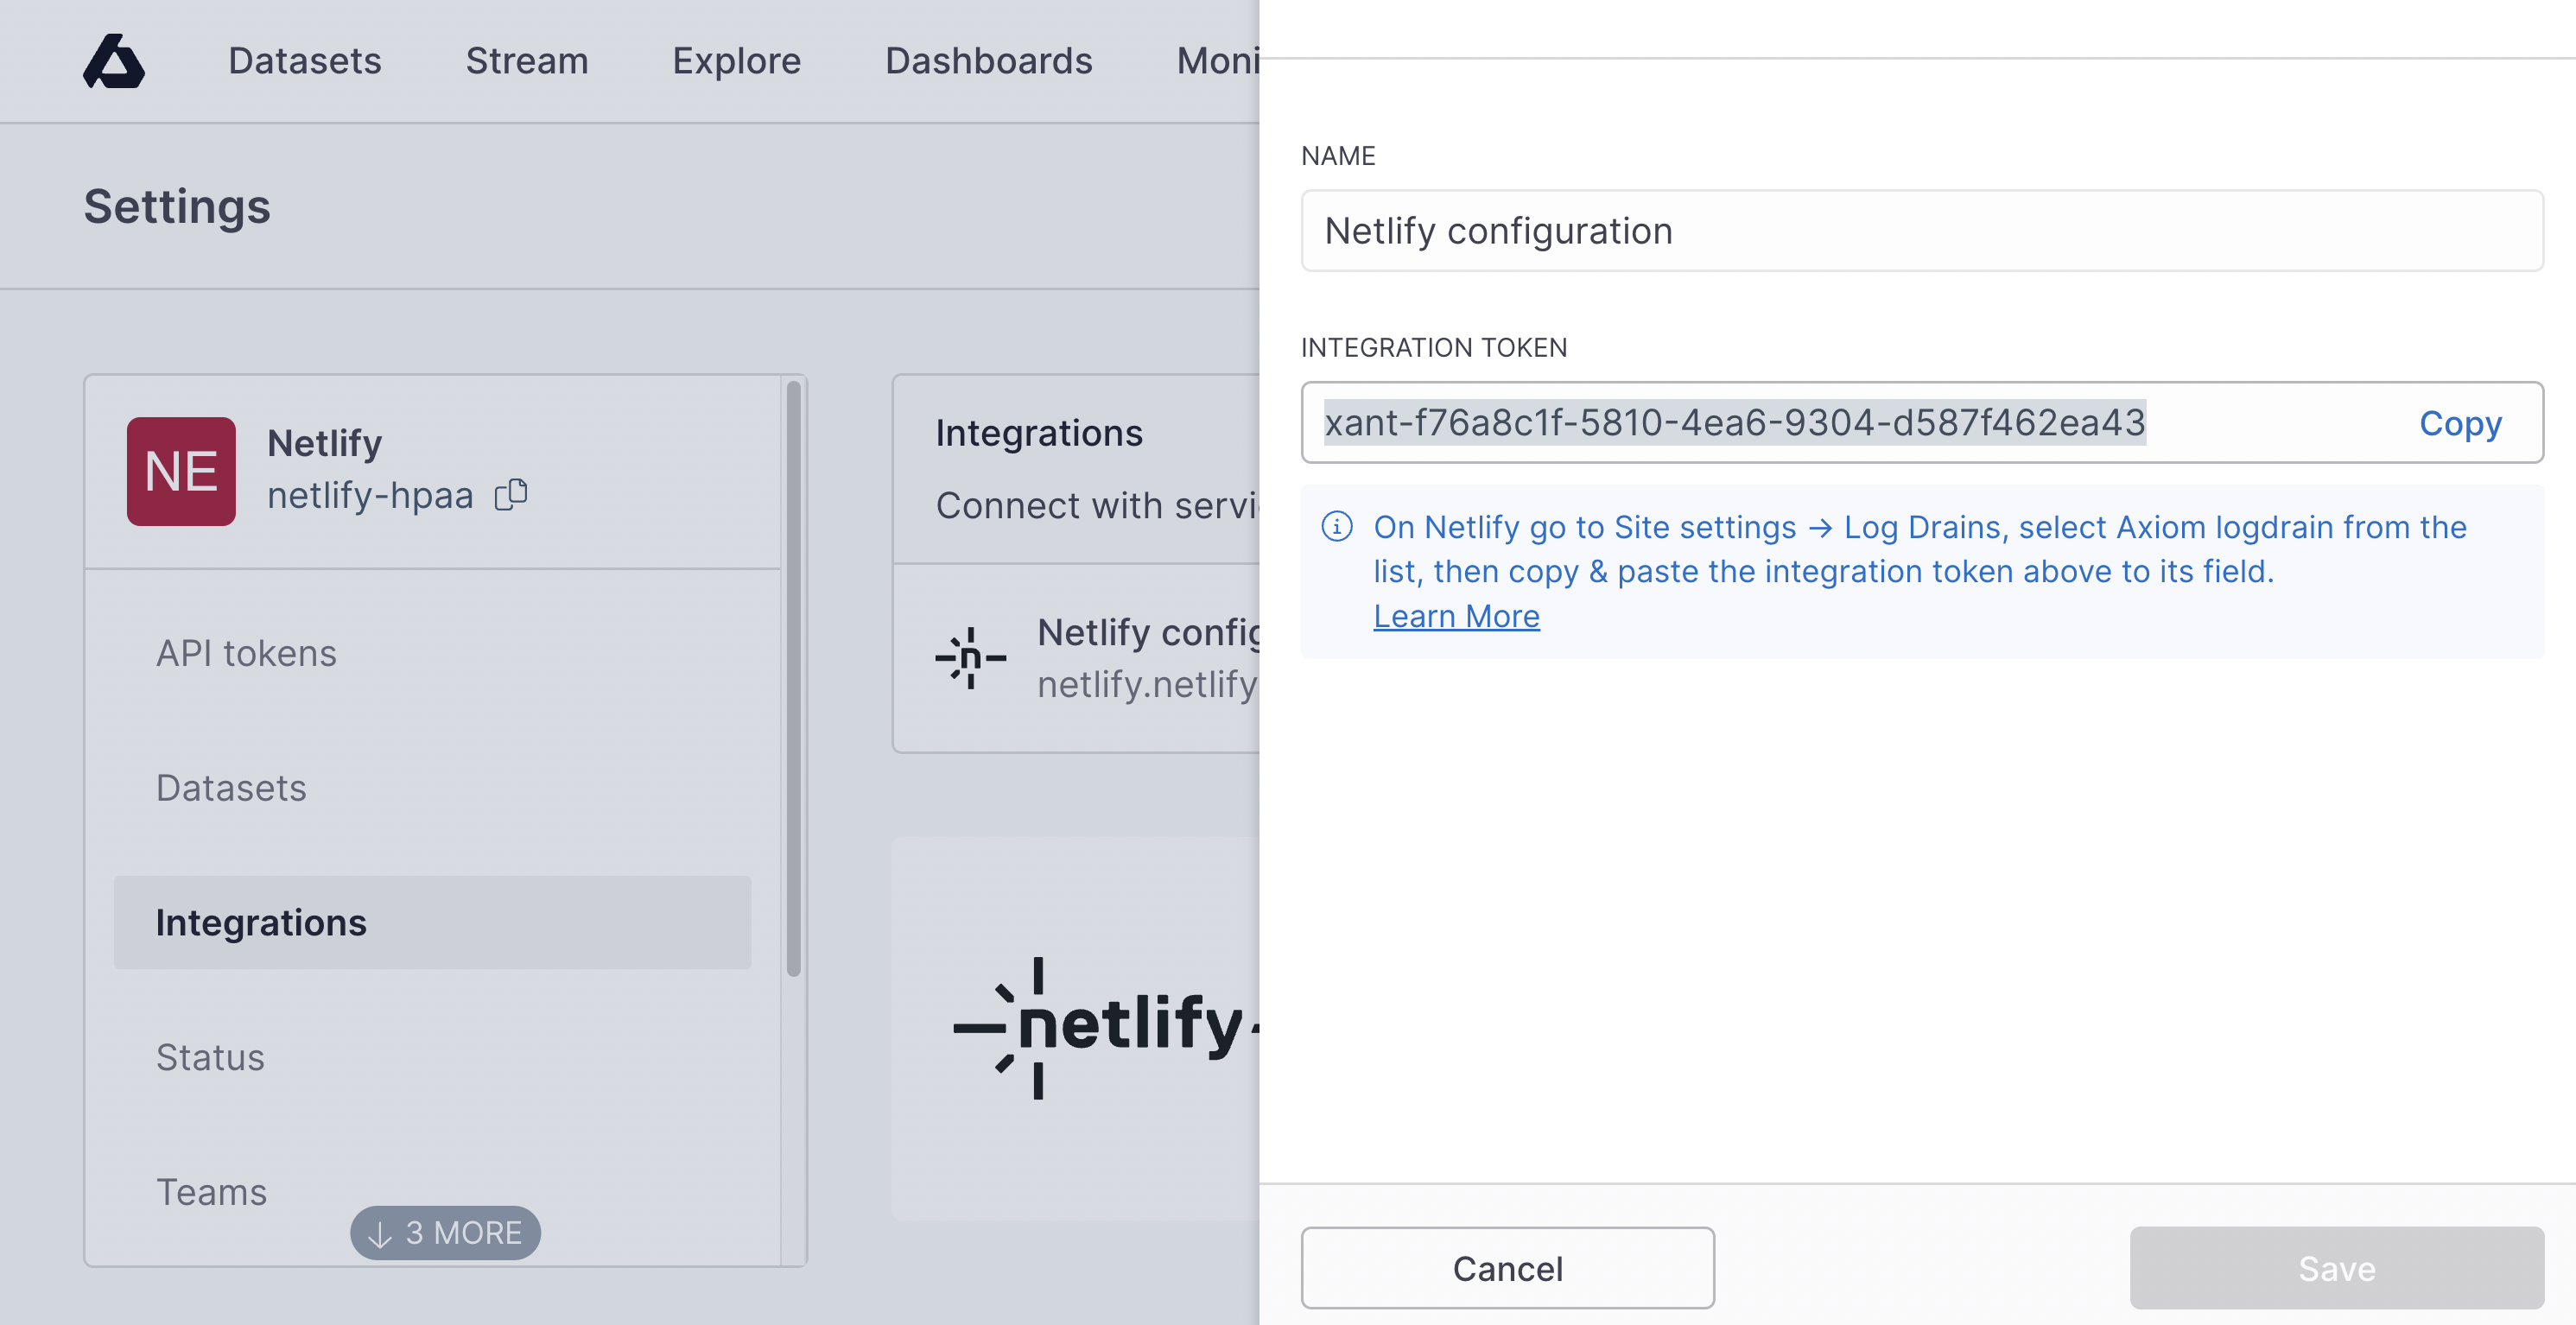 Datasets Stream Explore Dashboards Moni
Settings
NE
Netlify
netlify-hpaa
API tokens
Datasets
Integrations
Status
Teams
3 MORE
Integrations
Connect with servi
Netlify config
netlify.netlify
netlify
NAME
Netlify configuration
INTEGRATION TOKEN
xant-f76a8c1f-5810-4ea6-9304-d587f462ea43 Copy
On Netlify go to Site settings → Log Drains, select Axiom logdrain from the
list, then copy & paste the integration token above to its field.
Learn More
Cancel Save